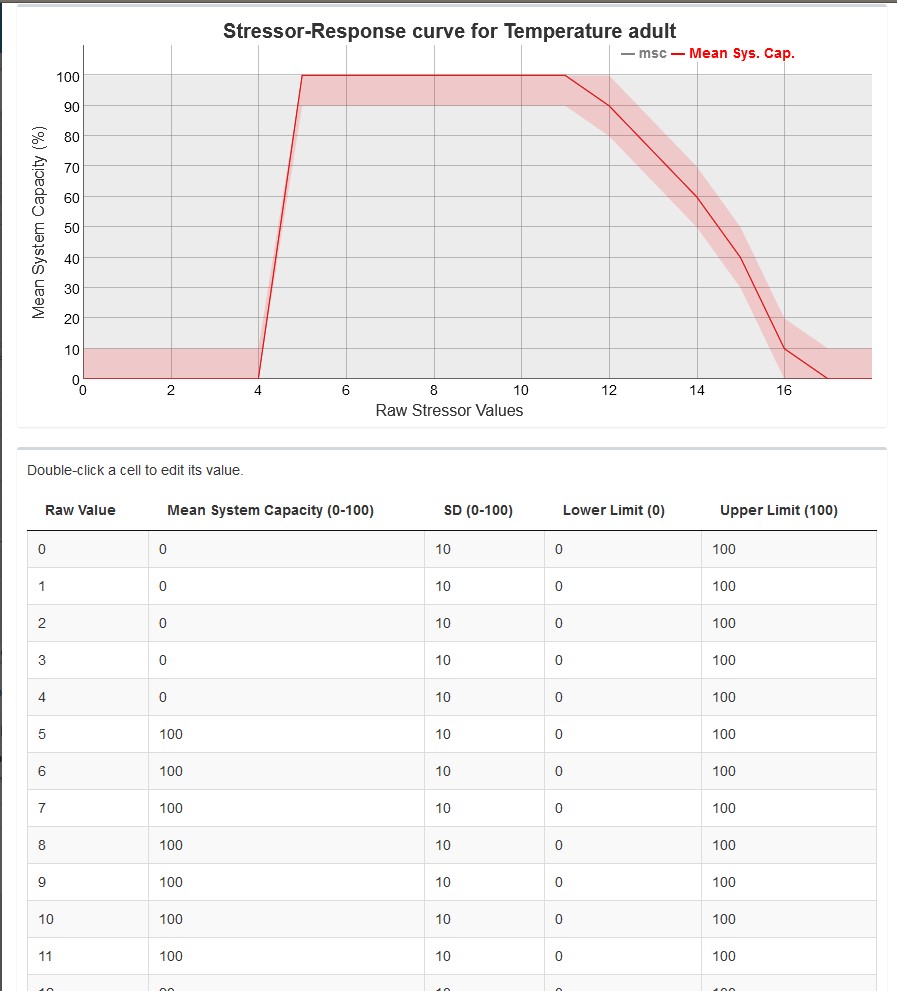 Stressor-Response curve for Temperature adult
msc Mean Sys. Cap.
100
90
80
70
60
50
40
30
20
10
0
Mean System Capacity (%)
0 2 4 6 8 10 12 14 16
Raw Stressor Values
Double-click a cell to edit its value.
Raw Value Mean System Capacity (0-100) SD (0-100) Lower Limit (0) Upper Limit (100)
0 0 10 0 100
1 0 10 0 100
2 0 10 0 100
3 0 10 0 100
4 0 10 0 100
5 100 10 0 100
6 100 10 0 100
7 100 10 0 100
8 100 10 0 100
9 100 10 0 100
10 100 10 0 100
11 100 10 0 100